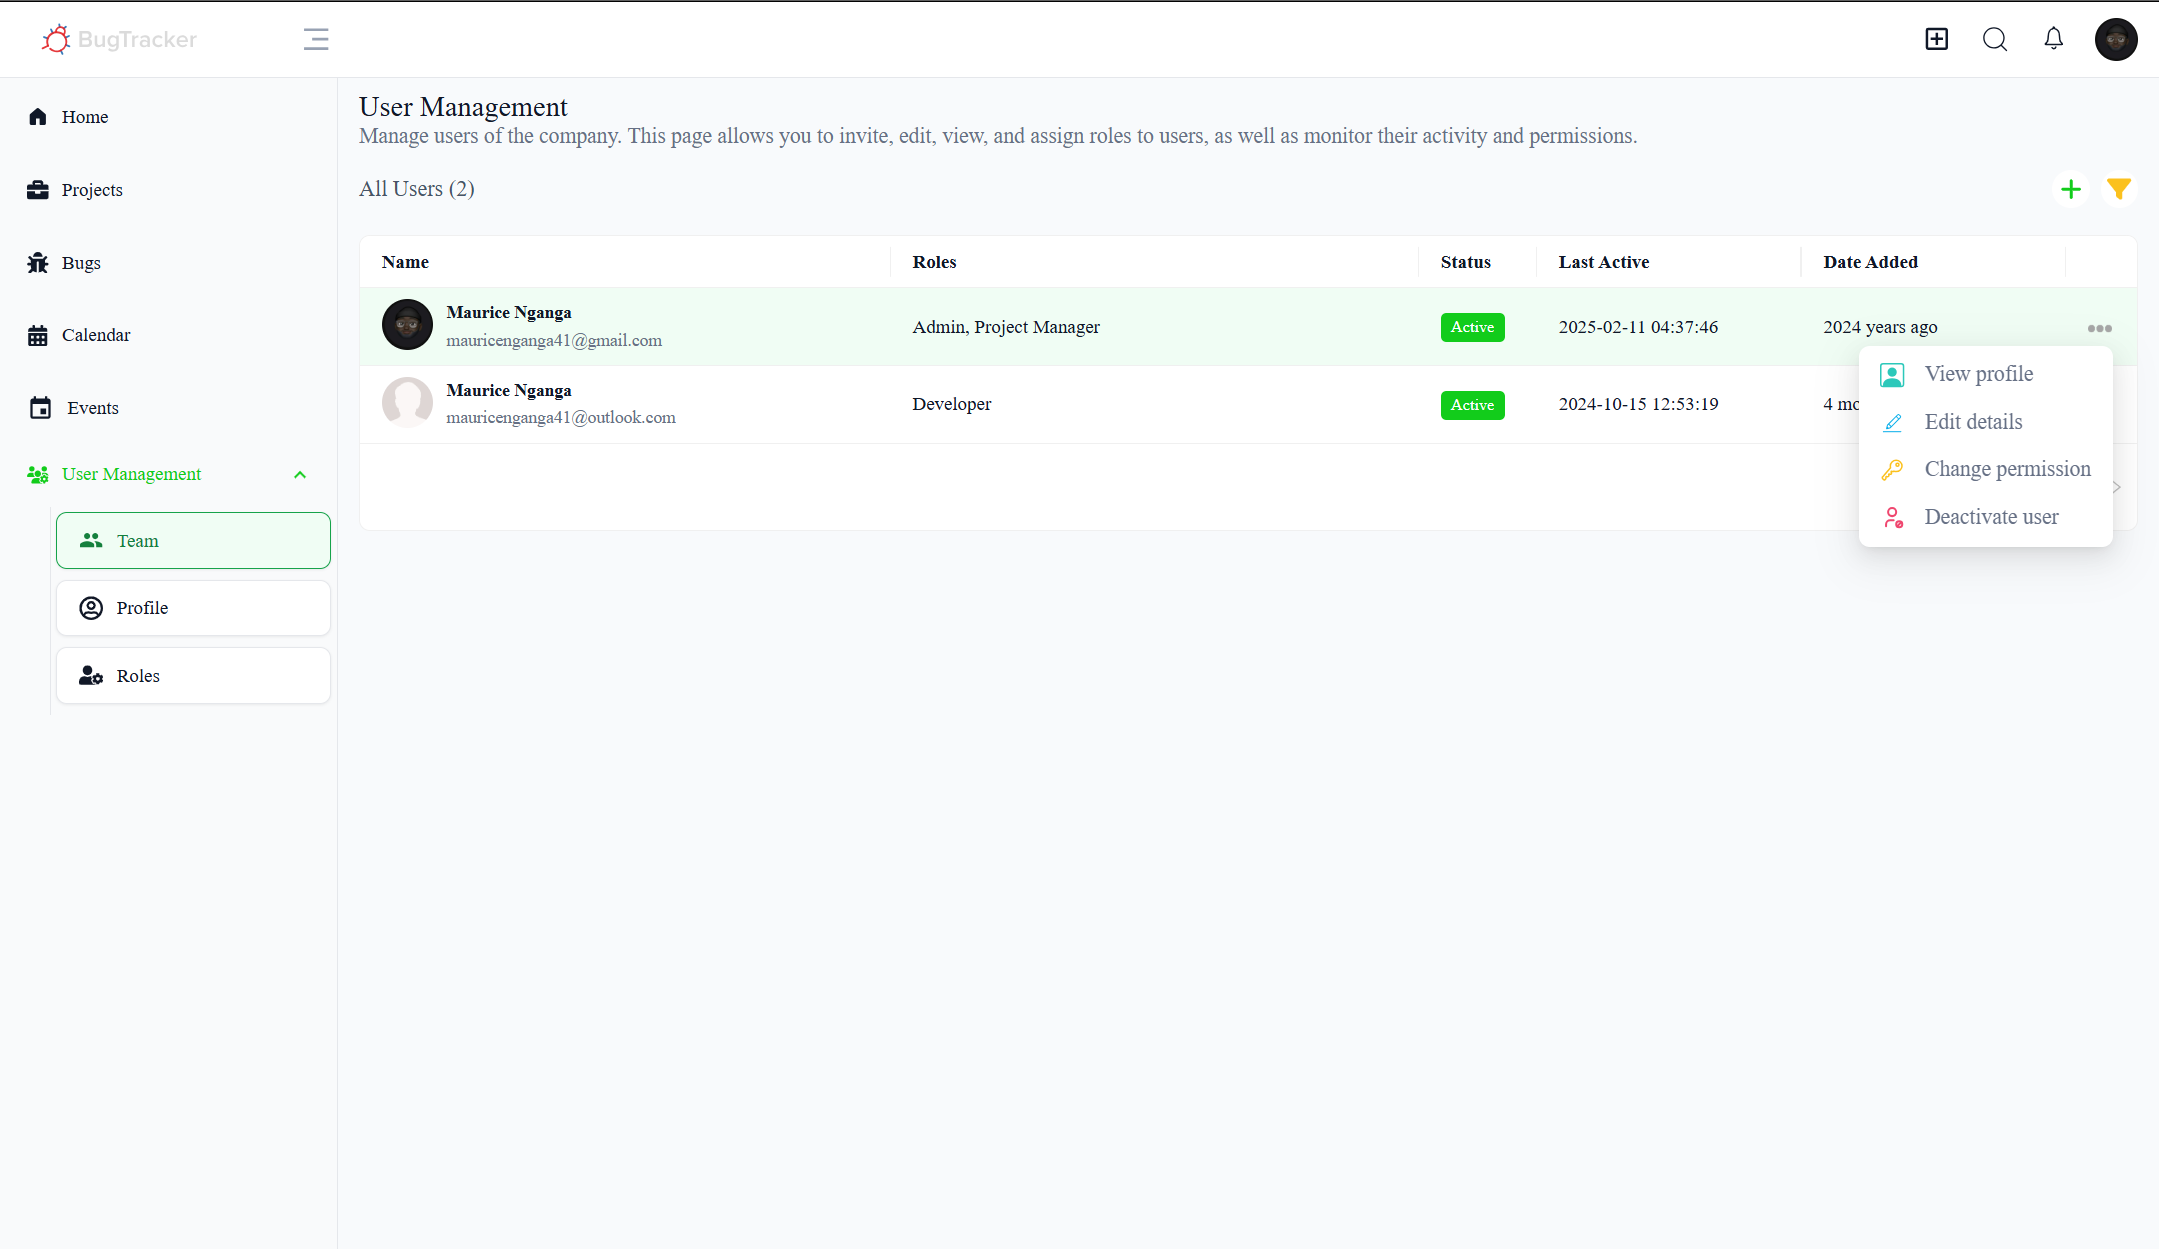 BugTracker
Home
Projects
Bugs
Calendar
Events
User Management
Team
Profile
Roles
User Management
Manage users of the company. This page allows you to invite, edit, view, and assign roles to users, as well as monitor their activity and permissions.
All Users (2)
Name Roles Status Last Active Date Added
Maurice Nganga
mauricenganga41@gmail.com
Admin, Project Manager Active 2025-02-11 04:37:46 2024 years ago
Maurice Nganga
mauricenganga41@outlook.com
Developer Active 2024-10-15 12:53:19 4 mo
View profile
Edit details
Change permission
Deactivate user